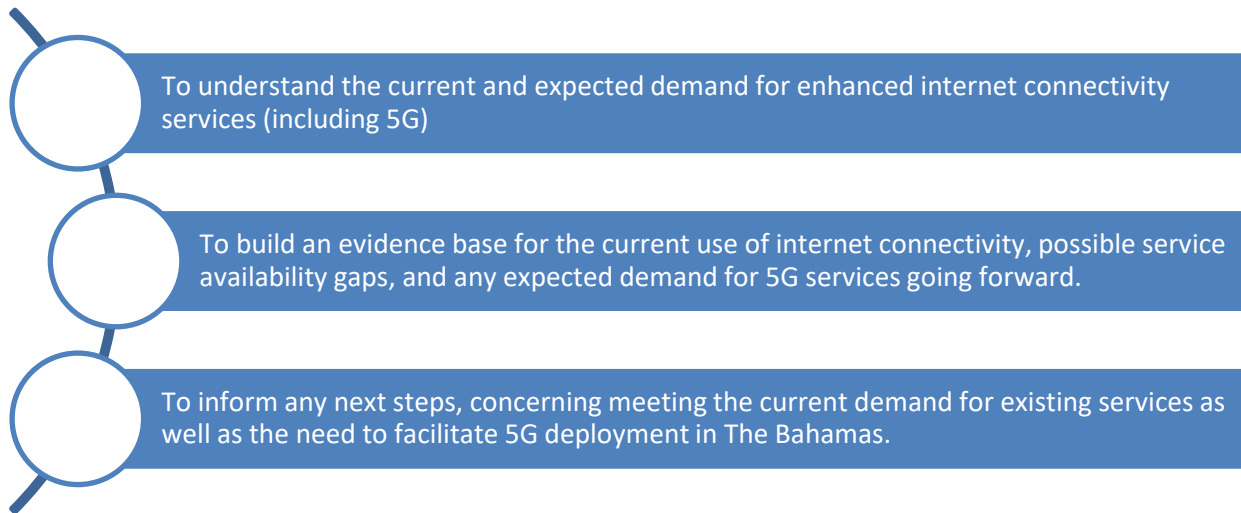 To understand the current and expected demand for enhanced internet connectivity
services (including 5G)
To build an evidence base for the current use of internet connectivity, possible service
availability gaps, and any expected demand for 5G services going forward.
To inform any next steps, concerning meeting the current demand for existing services as
well as the need to facilitate 5G deployment in The Bahamas.